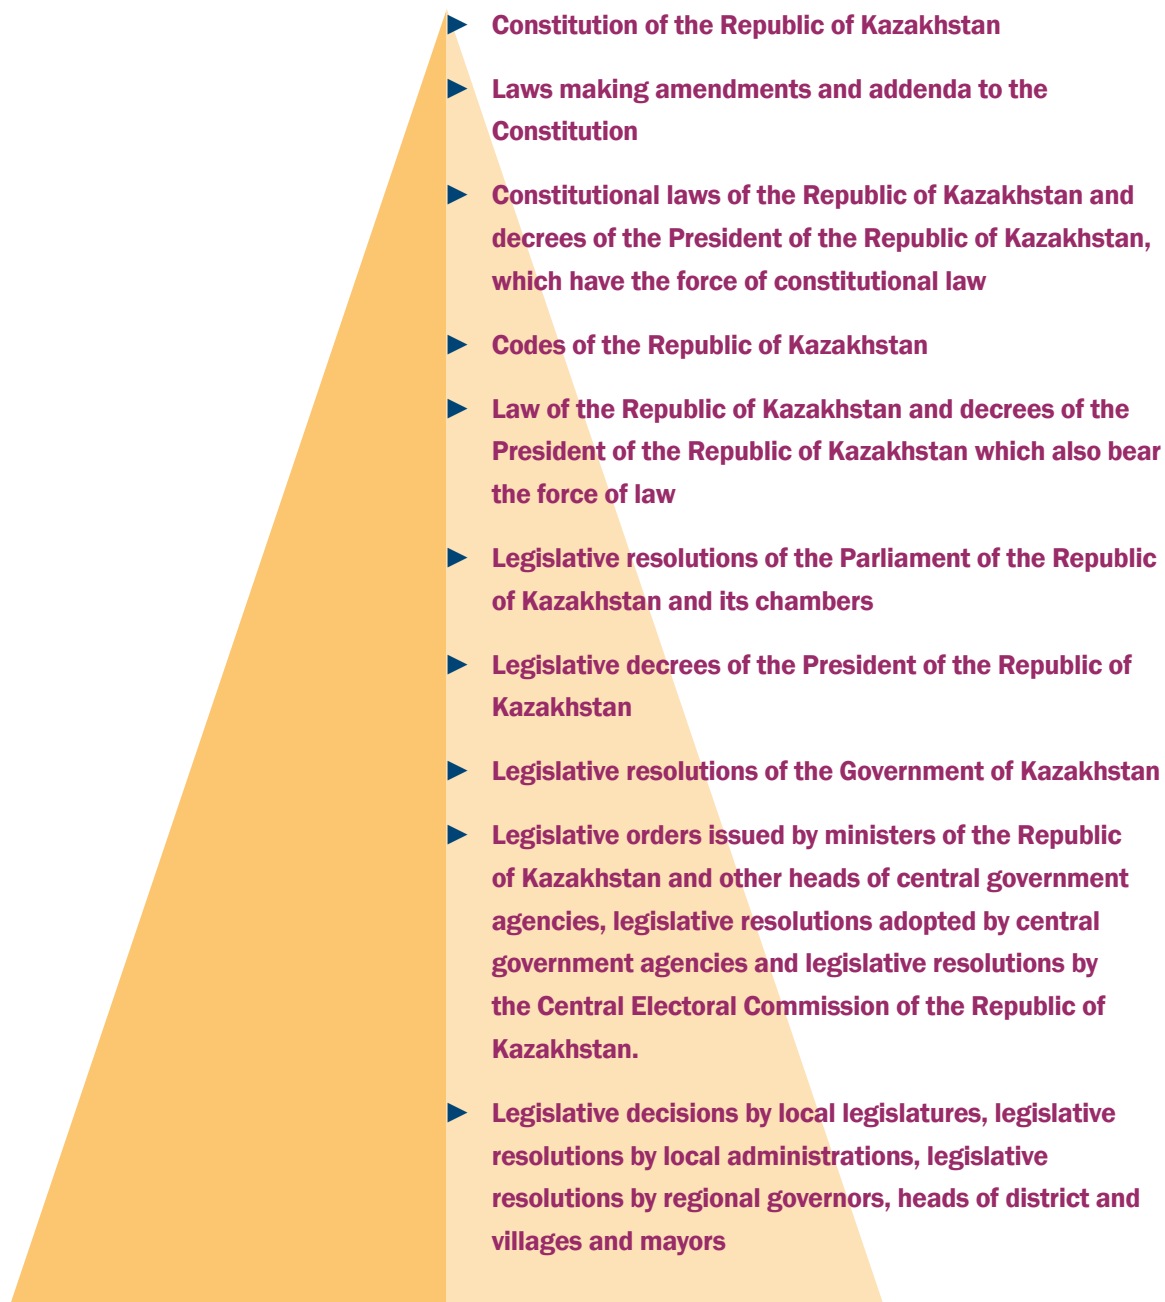 Constitution of the Republic of Kazakhstan
Laws making amendments and addenda to the
Constitution
Constitutional laws of the Republic of Kazakhstan and
decrees of the President of the Republic of Kazakhstan,
which have the force of constitutional law
Codes of the Republic of Kazakhstan
Law of the Republic of Kazakhstan and decrees of the
President of the Republic of Kazakhstan which also bear
the force of law
Legislative resolutions of the Parliament of the Republic
of Kazakhstan and its chambers
Legislative decrees of the President of the Republic of
Kazakhstan
Legislative resolutions of the Government of Kazakhstan
Legislative orders issued by ministers of the Republic
of Kazakhstan and other heads of central government
agencies, legislative resolutions adopted by central
government agencies and legislative resolutions by
the Central Electoral Commission of the Republic of
Kazakhstan.
Legislative decisions by local legislatures, legislative
resolutions by local administrations, legislative
resolutions by regional governors, heads of district and
villages and mayors